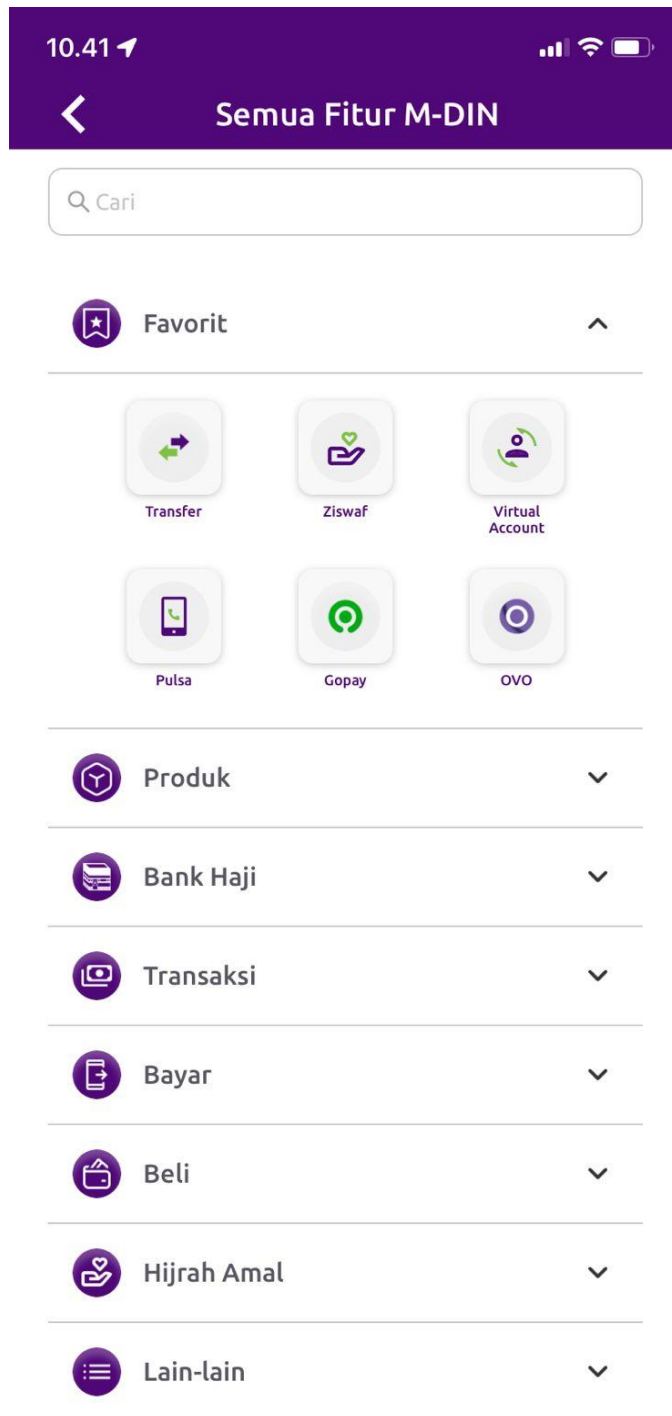 10.41
Semua Fitur M-DIN
Cari
Favorit
Transfer
Ziswaf
Virtual
Account
Pulsa
Gopay
OVO
Produk
Bank Haji
Transaksi
Bayar
Beli
Hijrah Amal
Lain-lain